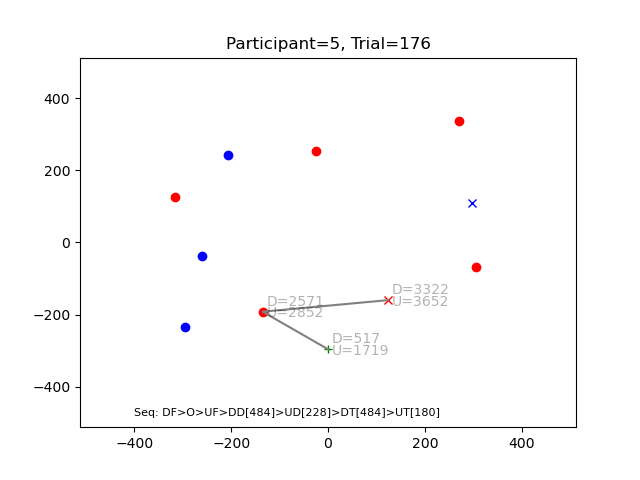 Participant=5, Trial=176
400
200
0
−200
−400
D=3322
U=3652
D=2571
U=2852
D=517
U=1719
Seq: DF>O>UF>DD[484]>UD[228]>DT[484]>UT[180]
−400 −200 0 200 400